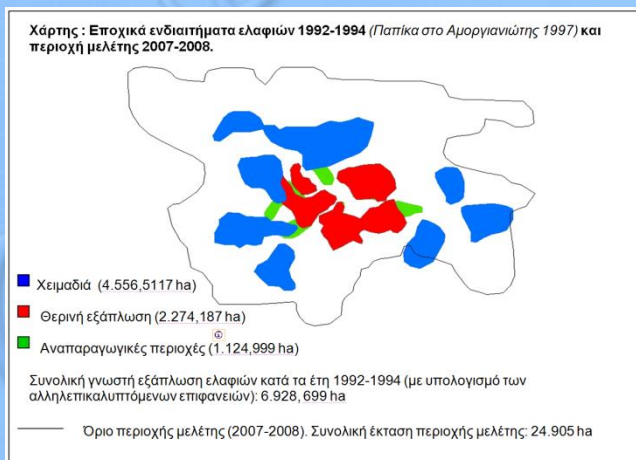 Χάρτης : Εποχικά ενδιαιτήματα ελαφιών 1992-1994 (Παπίκα στο Αμοργιανιώτης 1997) και
περιοχή μελέτης 2007-2008.
Χειμαδιά (4.556,5117 ha)
Θερινή εξάπλωση (2.274,187 ha)
Αναπαραγωγικές περιοχές (1.124,999 ha)
Συνολική γνωστή εξάπλωση ελαφιών κατά τα έτη 1992-1994 (με υπολογισμό των
αλληλεπικαλυπτόμενων επιφανειών): 6.928, 699 ha
Όριο περιοχής μελέτης (2007-2008). Συνολική έκταση περιοχής μελέτης: 24.905 ha